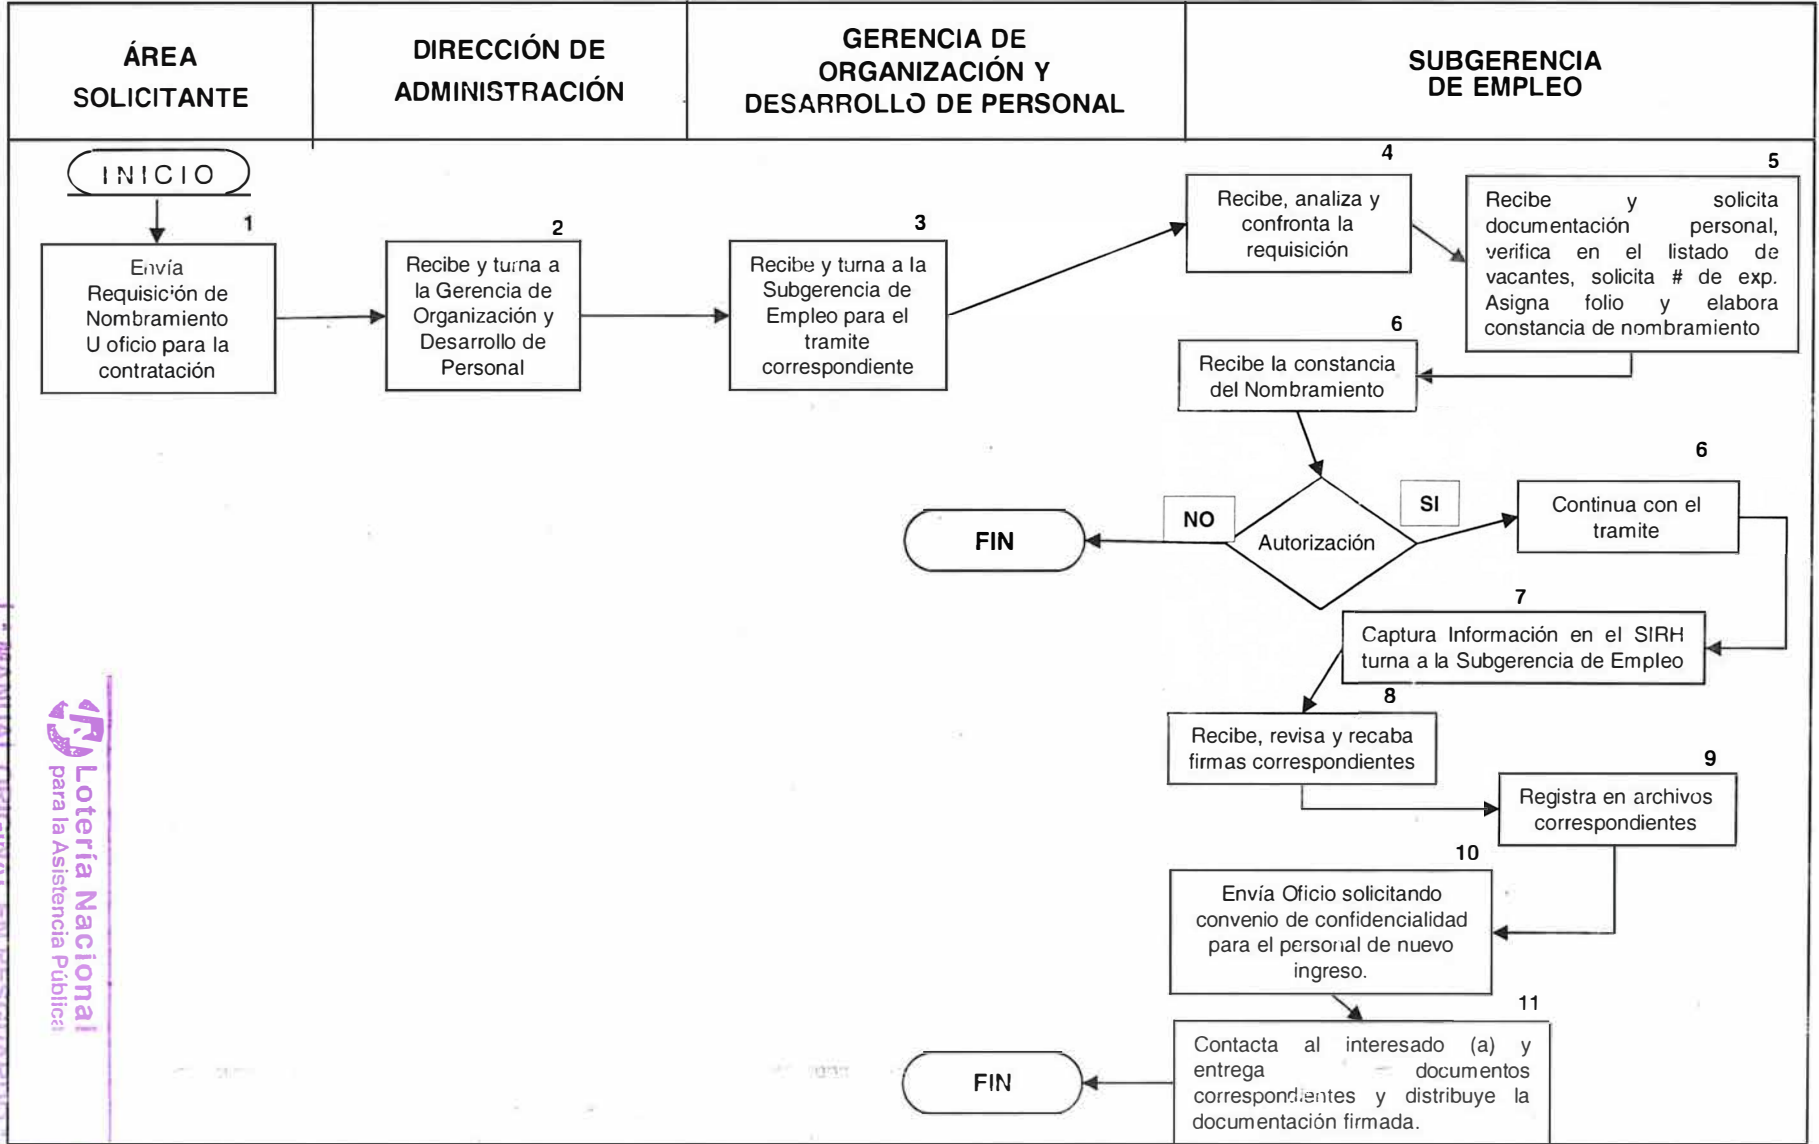 ÁREA
SOLICITANTE
DIRECCIÓN DE
ADMINISTRACIÓN
GERENCIA DE
ORGANIZACIÓN Y
DESARROLLO DE PERSONAL
SUBGERENCIA
DE EMPLEO
INICIO
1
Envía
Requisición de
Nombramiento
U oficio para la
contratación
2
Recibe y turna a
la Gerencia de
Organización y
Desarrollo de
Personal
3
Recibe y turna a la
Subgerencia de
Empleo para el
tramite
correspondiente
4
Recibe, analiza y
confronta la
requisición
5
Recibe y solicita
documentación personal,
verifica en el listado de
vacantes, solicita # de exp.
Asigna folio y elabora
constancia de nombramiento
6
Recibe la constancia
del Nombramiento
Autorización
NO
FIN
SI
6
Continua con el
tramite
7
Captura Información en el SIRH
turna a la Subgerencia de Empleo
8
Recibe, revisa y recaba
firmas correspondientes
9
Registra en archivos
correspondientes
10
Envía Oficio solicitando
convenio de confidencialidad
para el personal de nuevo
ingreso.
11
Contacta al interesado (a) y
entrega documentos
correspondientes y distribuye la
documentación firmada.
FIN
Lotería Nacional
para la Asistencia Pública